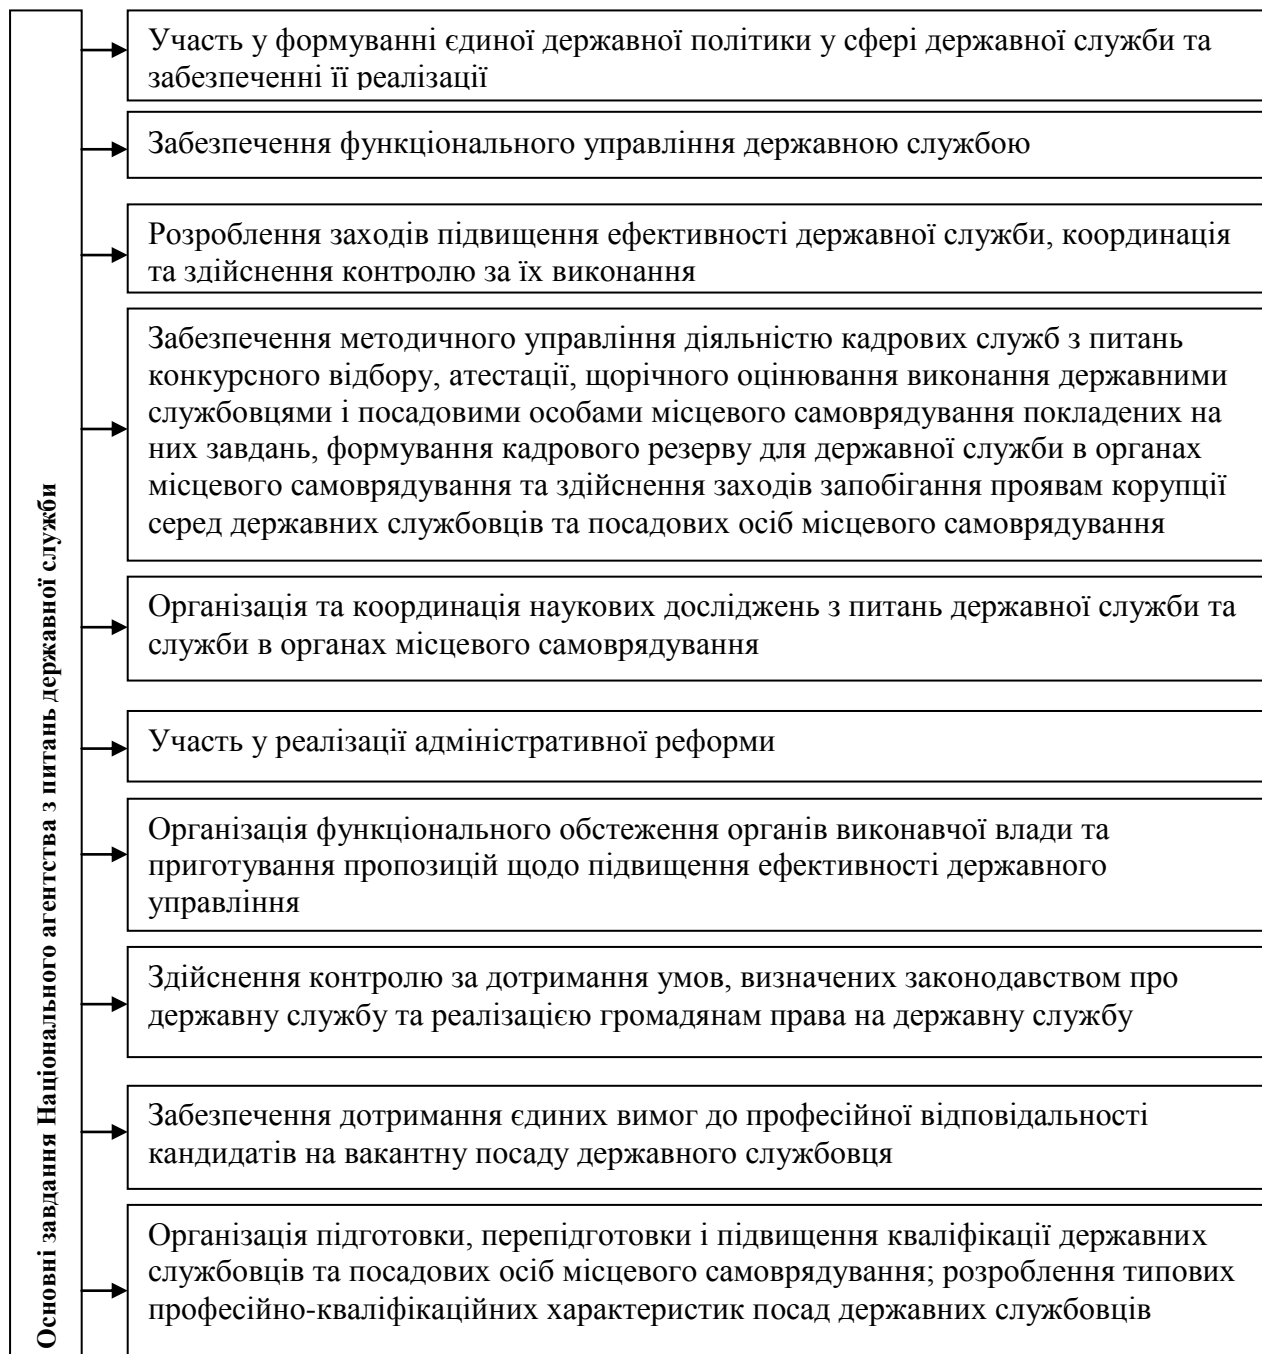 Основні завдання Національного агентства з питань державної служби
Участь у формуванні єдиної державної політики у сфері державної служби та
забезпеченні її реалізації
Забезпечення функціонального управління державною службою
Розроблення заходів підвищення ефективності державної служби, координація
та здійснення контролю за їх виконання
Забезпечення методичного управління діяльністю кадрових служб з питань
конкурсного відбору, атестації, щорічного оцінювання виконання державними
службовцями і посадовими особами місцевого самоврядування покладених на
них завдань, формування кадрового резерву для державної служби в органах
місцевого самоврядування та здійснення заходів запобігання проявам корупції
серед державних службовців та посадових осіб місцевого самоврядування
Організація та координація наукових досліджень з питань державної служби та
служби в органах місцевого самоврядування
Участь у реалізації адміністративної реформи
Організація функціонального обстеження органів виконавчої влади та
приготування пропозицій щодо підвищення ефективності державного
управління
Здійснення контролю за дотримання умов, визначених законодавством про
державну службу та реалізацією громадянам права на державну службу
Забезпечення дотримання єдиних вимог до професійної відповідальності
кандидатів на вакантну посаду державного службовця
Організація підготовки, перепідготовки і підвищення кваліфікації державних
службовців та посадових осіб місцевого самоврядування; розроблення типових
професійно-кваліфікаційних характеристик посад державних службовців